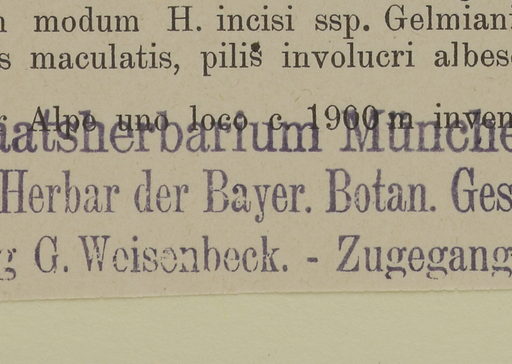 modum H. incisi ssp. Gelmiani
s maculatis, pilis involucri albes
Alpe uno loco c. 1900 m inven
aatsherbarium Münche
Herbar der Bayer. Botan. Ges
g G. Weisenbeck. - Zugegang